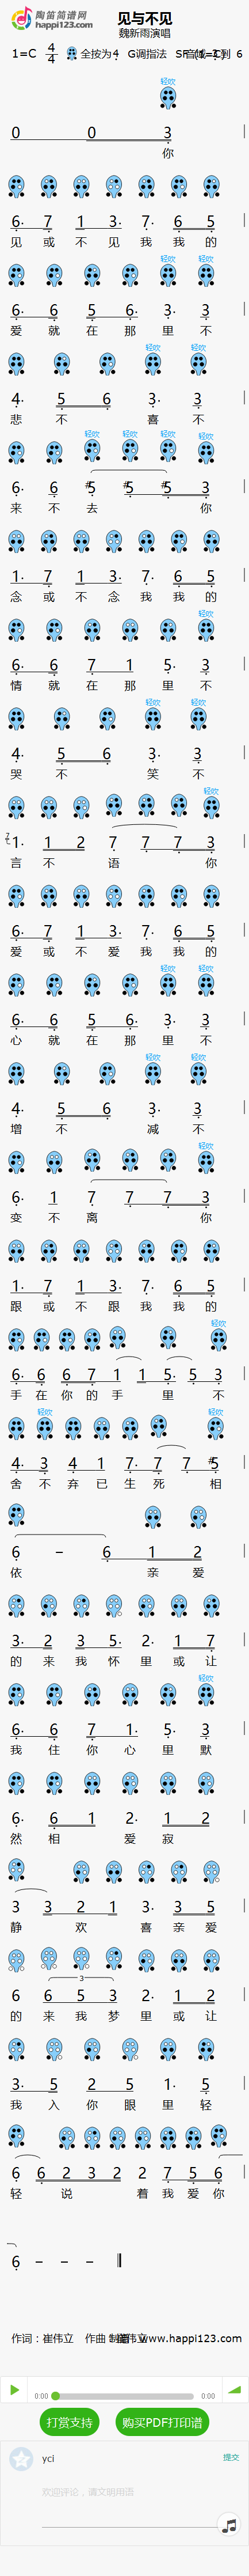 陶笛简谱网
happi123.com
见与不见
魏新雨演唱
1=C 4/4 全按为4 G调指法
轻吹
0 0 3
你
6· 7 1 3· 7· 6 5
见 或 不 见 我 我 的
轻吹 轻吹
6· 6 5 6· 3· 3
爱 就 在 那 里 不
轻吹 轻吹
4· 5 6 3· 3
悲 不 喜 不
轻吹 轻吹 轻吹 轻吹
6· 6 #5 #5 #5 3
来 不 去 你
1· 7 1 3· 7· 6 5
念 或 不 念 我 我 的
轻吹
6· 6 7 1 5· 3
情 就 在 那 里 不
轻吹 轻吹
4· 5 6 3· 3
哭 不 笑 不
轻吹
1· 1 2 7 7 7 3
言 不 语 你
6· 7 1 3· 7· 6 5
爱 或 不 爱 我 我 的
轻吹 轻吹
6· 6 5 6· 3· 3
心 就 在 那 里 不
轻吹 轻吹
4· 5 6 3· 3
增 不 减 不
轻吹
6· 1 7 7 7 3
变 不 离 你
1· 7 1 3· 7· 6 5
跟 或 不 跟 我 我 的
轻吹
6· 6 6 7 1 1 5· 5 3
手 在 你 的 手 里 不
轻吹 轻吹
4· 3 4 1 7· 7 7 #5
舍 不 弃 已 生 死 相
6 – 6 1 2
依 亲 爱
3· 2 3 5· 2· 1 7
的 来 我 怀 里 或 让
轻吹
6· 6 7 1· 5· 3
我 住 你 心 里 默
6· 6 1 2· 1 2
然 相 爱 寂
3 3 2 1 3· 3 5
静 欢 喜 亲 爱
3
6 6 5 3 2· 1 2
的 来 我 梦 里 或 让
3· 5 2 5 1· 5
我 入 你 眼 里 轻
6 6 2 3 2 2 7 5 6
轻 说 着 我 爱 你
6 – – –
作词：崔伟立 作曲：崔伟立 www.happi123.com
0:00 0:00
打赏支持 购买PDF打印谱
yci 提交
欢迎评论，请文明用语